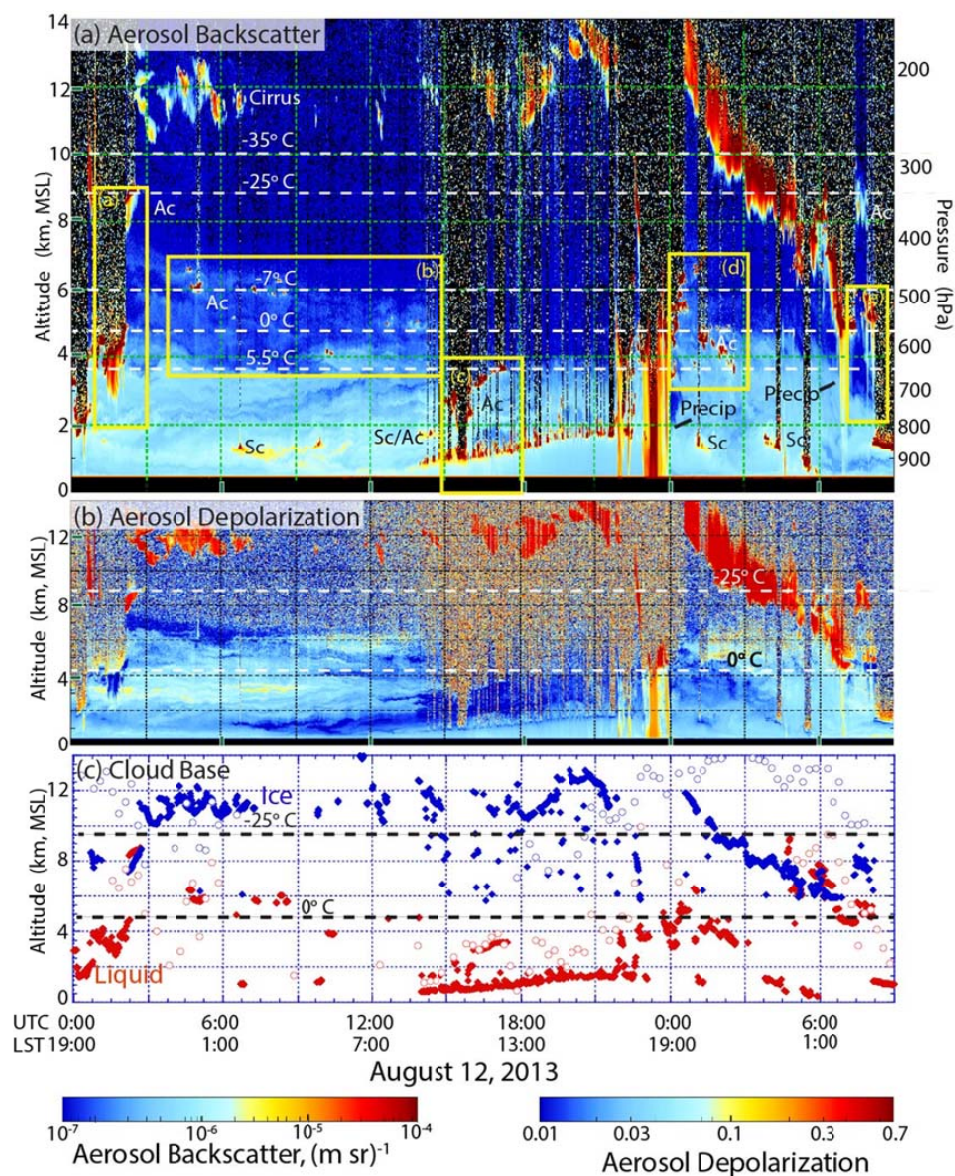 (a) Aerosol Backscatter
14
12
10
8
6
4
2
0
Altitude (km, MSL)
200
300
400
500
600
700
800
900
Pressure (hPa)
Cirrus
-35° C
-25° C
(a)
Ac
Ac
-7° C
(b)
(d)
Ac
0° C
5.5° C
Ac
(c)
Ac
Precip
Precip
Sc/Ac
Sc
Sc
Sc
(b) Aerosol Depolarization
12
8
4
0
Altitude (km, MSL)
-25° C
0° C
(c) Cloud Base
12
8
4
0
Altitude (km, MSL)
Ice
-25° C
0° C
Liquid
UTC 0:00 6:00 12:00 18:00 0:00 6:00
LST 19:00 1:00 7:00 13:00 19:00 1:00
August 12, 2013
10-7 10-6 10-5 10-4
Aerosol Backscatter, (m sr)-1
0.01 0.03 0.1 0.3 0.7
Aerosol Depolarization